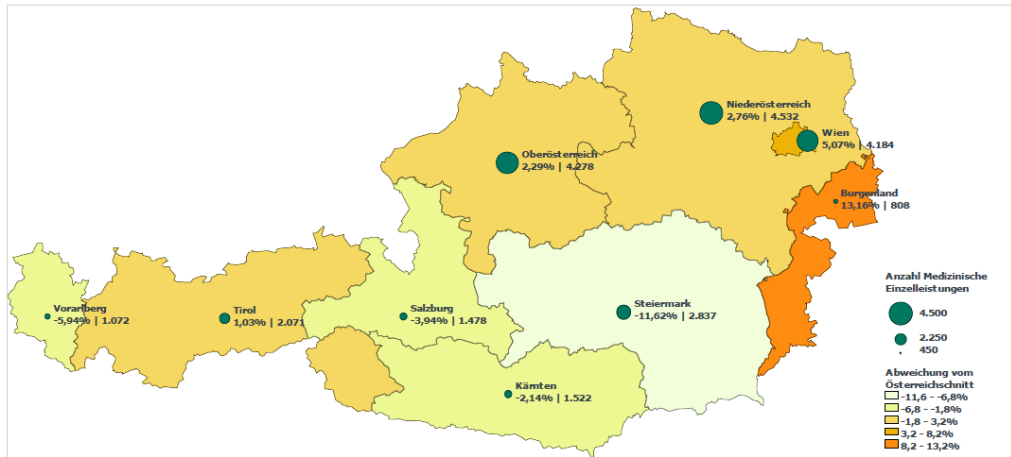 Niederösterreich
2,76% | 4.532
Wien
5,07% | 4.184
Oberösterreich
2,29% | 4.278
Burgenland
13,16% | 808
Vorarlberg
-5,94% | 1.072
Tirol
1,03% | 2.071
Salzburg
-3,94% | 1.478
Steiermark
-11,62% | 2.837
Kärnten
-2,14% | 1.522
Anzahl Medizinische
Einzelleistungen
4.500
2.250
450
Abweichung vom
Österreichschnitt
-11,6 - -6,8%
-6,8 - -1,8%
-1,8 - 3,2%
3,2 - 8,2%
8,2 - 13,2%